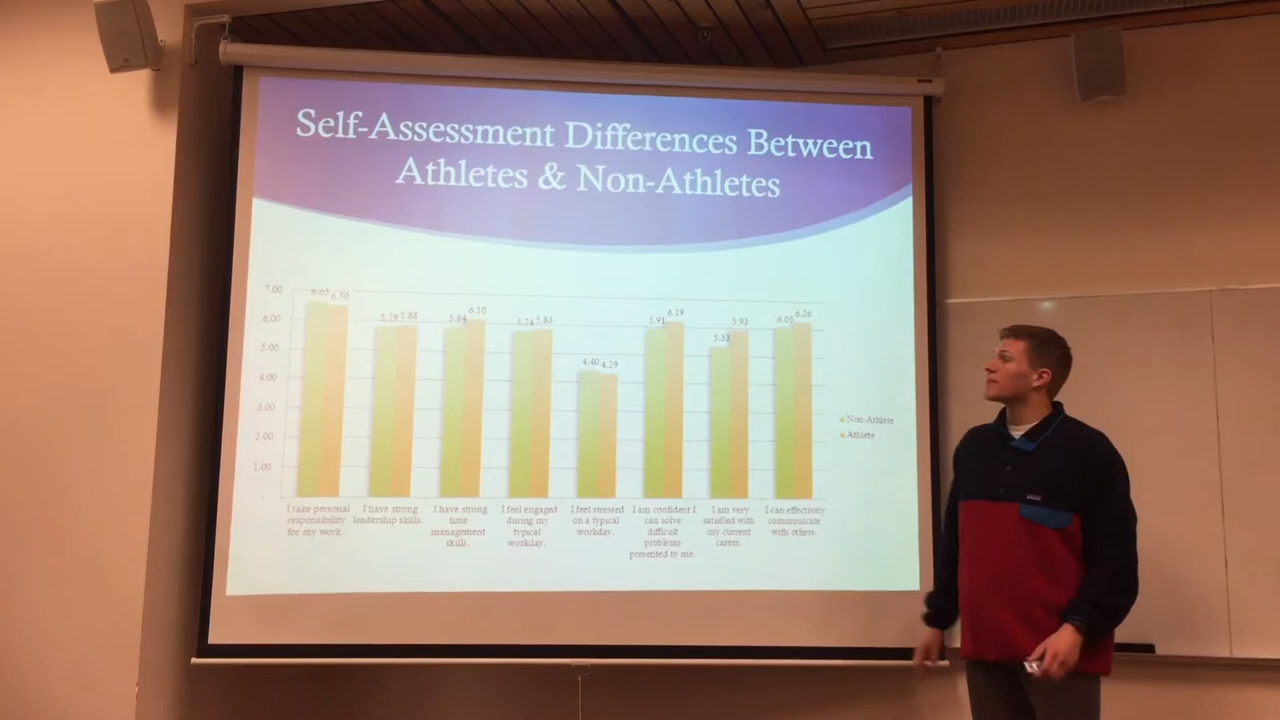 Self-Assessment Differences Between
Athletes & Non-Athletes
7.00
6.00
5.00
4.00
3.00
2.00
1.00
-
6.50
5.88
5.84 6.10
5.83
4.40 4.29
5.91 6.19
5.33 5.93
6.05 6.26
Non-Athlete
Athlete
I take personal
responsibility
for my work.
I have strong
leadership skills.
I have strong
time
management
skills.
I feel engaged
during my
typical
workday.
I feel stressed
on a typical
workday.
I am confident I
can solve
difficult
problems
presented to me.
I am very
satisfied with
my current
career.
I can effectively
communicate
with others.